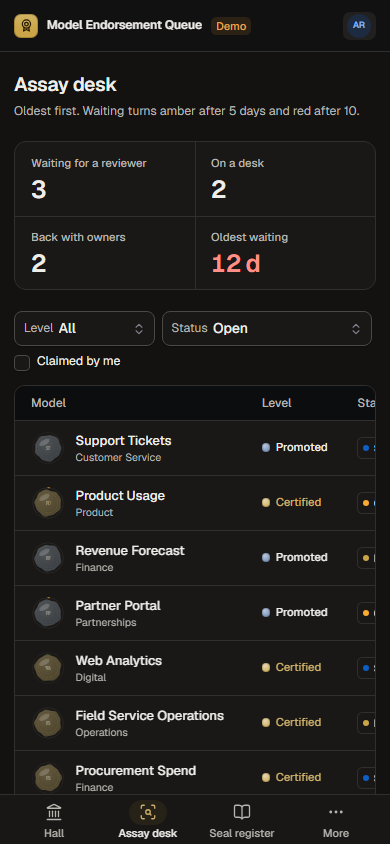 Model Endorsement Queue Demo AR
Assay desk
Oldest first. Waiting turns amber after 5 days and red after 10.
Waiting for a reviewer
3
On a desk
2
Back with owners
2
Oldest waiting
12 d
Level All
Status Open
Claimed by me
Model Level Sta
Support Tickets
Customer Service
Promoted
Product Usage
Product
Certified
Revenue Forecast
Finance
Promoted
Partner Portal
Partnerships
Promoted
Web Analytics
Digital
Certified
Field Service Operations
Operations
Certified
Procurement Spend
Finance
Certified
Hall Assay desk Seal register More